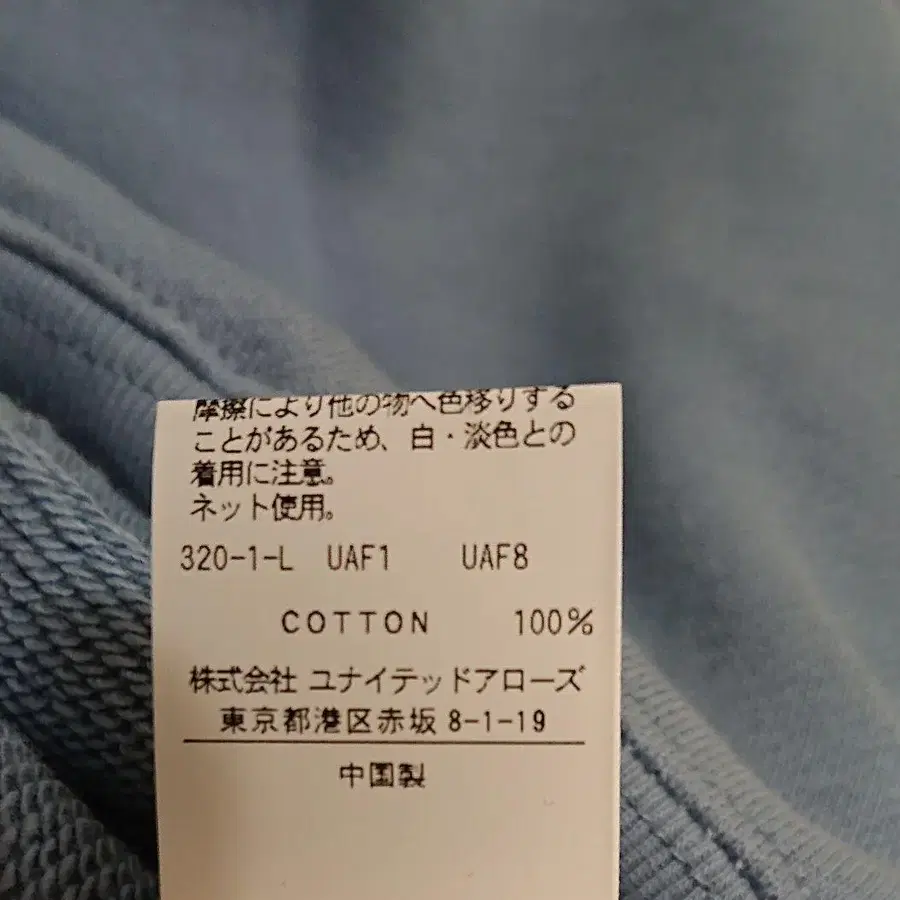 摩擦により他の物へ色移りする
ことがあるため、白・淡色との
着用に注意。
ネット使用。
320-1-L UAF1 UAF8
COTTON 100%
株式会社 ユナイテッドアローズ
東京都港区赤坂 8-1-19
中国製